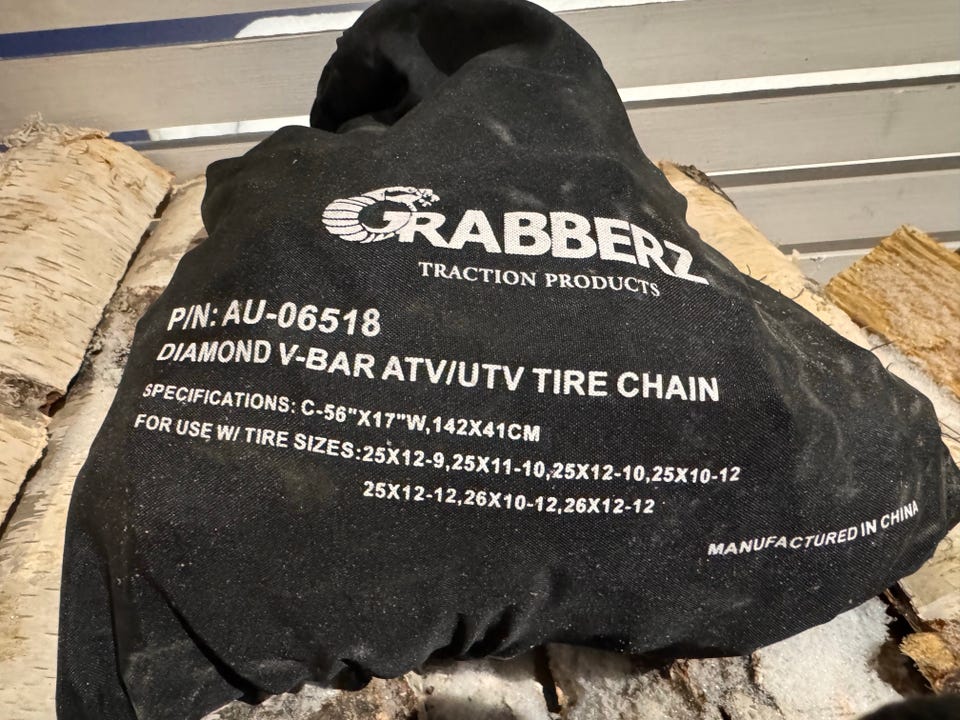 GRABBERZ
TRACTION PRODUCTS
P/N: AU-06518
DIAMOND V-BAR ATV/UTV TIRE CHAIN
SPECIFICATIONS: C-56"X17"W,142X41CM
FOR USE W/ TIRE SIZES:25X12-9,25X11-10,25X12-10,25X10-12
25X12-12,26X10-12,26X12-12
MANUFACTURED IN CHINA